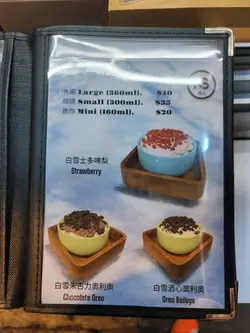 大碗 Large (360ml). $40
細碗 Small (300ml). $35
迷你 Mini (160ml). $20
白雪士多啤梨
Strawberry
白雪朱古力奧利奧
Chocolate Oreo
白雪酒心奧利奧
Oreo Baileys